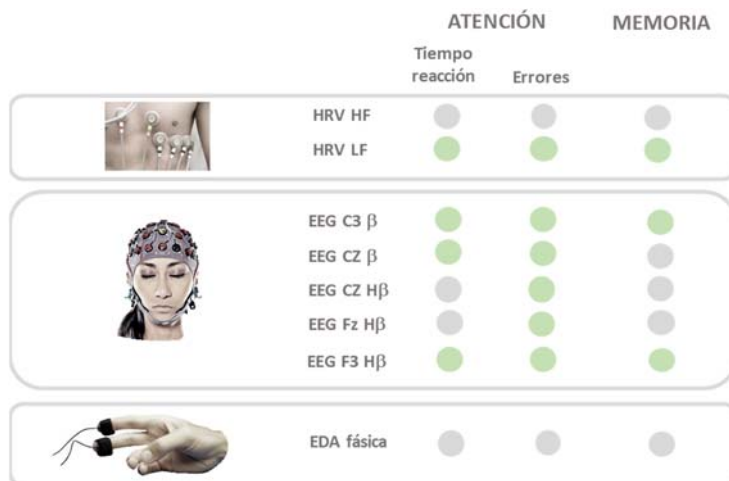 ATENCIÓN MEMORIA
Tiempo
reacción Errores
HRV HF
HRV LF
EEG C3 β
EEG CZ β
EEG CZ Hβ
EEG Fz Hβ
EEG F3 Hβ
EDA fásica